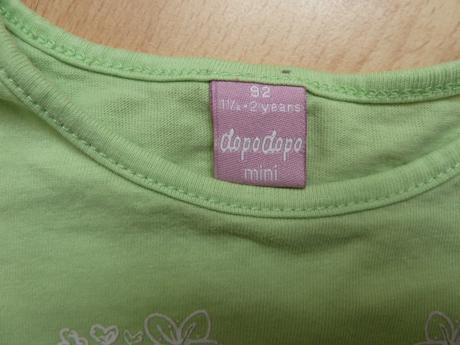 92
1½-2 years
dopodopo
mini